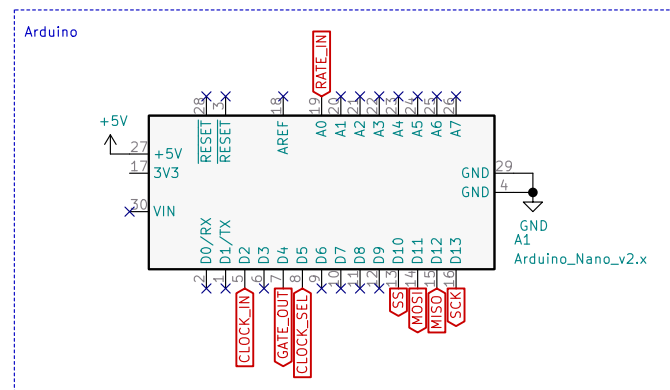 Arduino
RATE_IN
28
3
18
19
20
21
22
23
24
25
26
RESET
RESET
AREF
A0
A1
A2
A3
A4
A5
A6
A7
+5V
27
+5V
17
3V3
30
VIN
29
GND
4
GND
GND
A1
Arduino_Nano_v2.x
D0/RX
D1/TX
D2
D3
D4
D5
D6
D7
D8
D9
D10
D11
D12
D13
2
1
5
6
7
8
9
10
11
12
13
14
15
16
CLOCK_IN
GATE_OUT
CLOCK_SEL
SS
MOSI
MISO
SCK